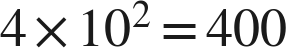 4 × 10² = 400